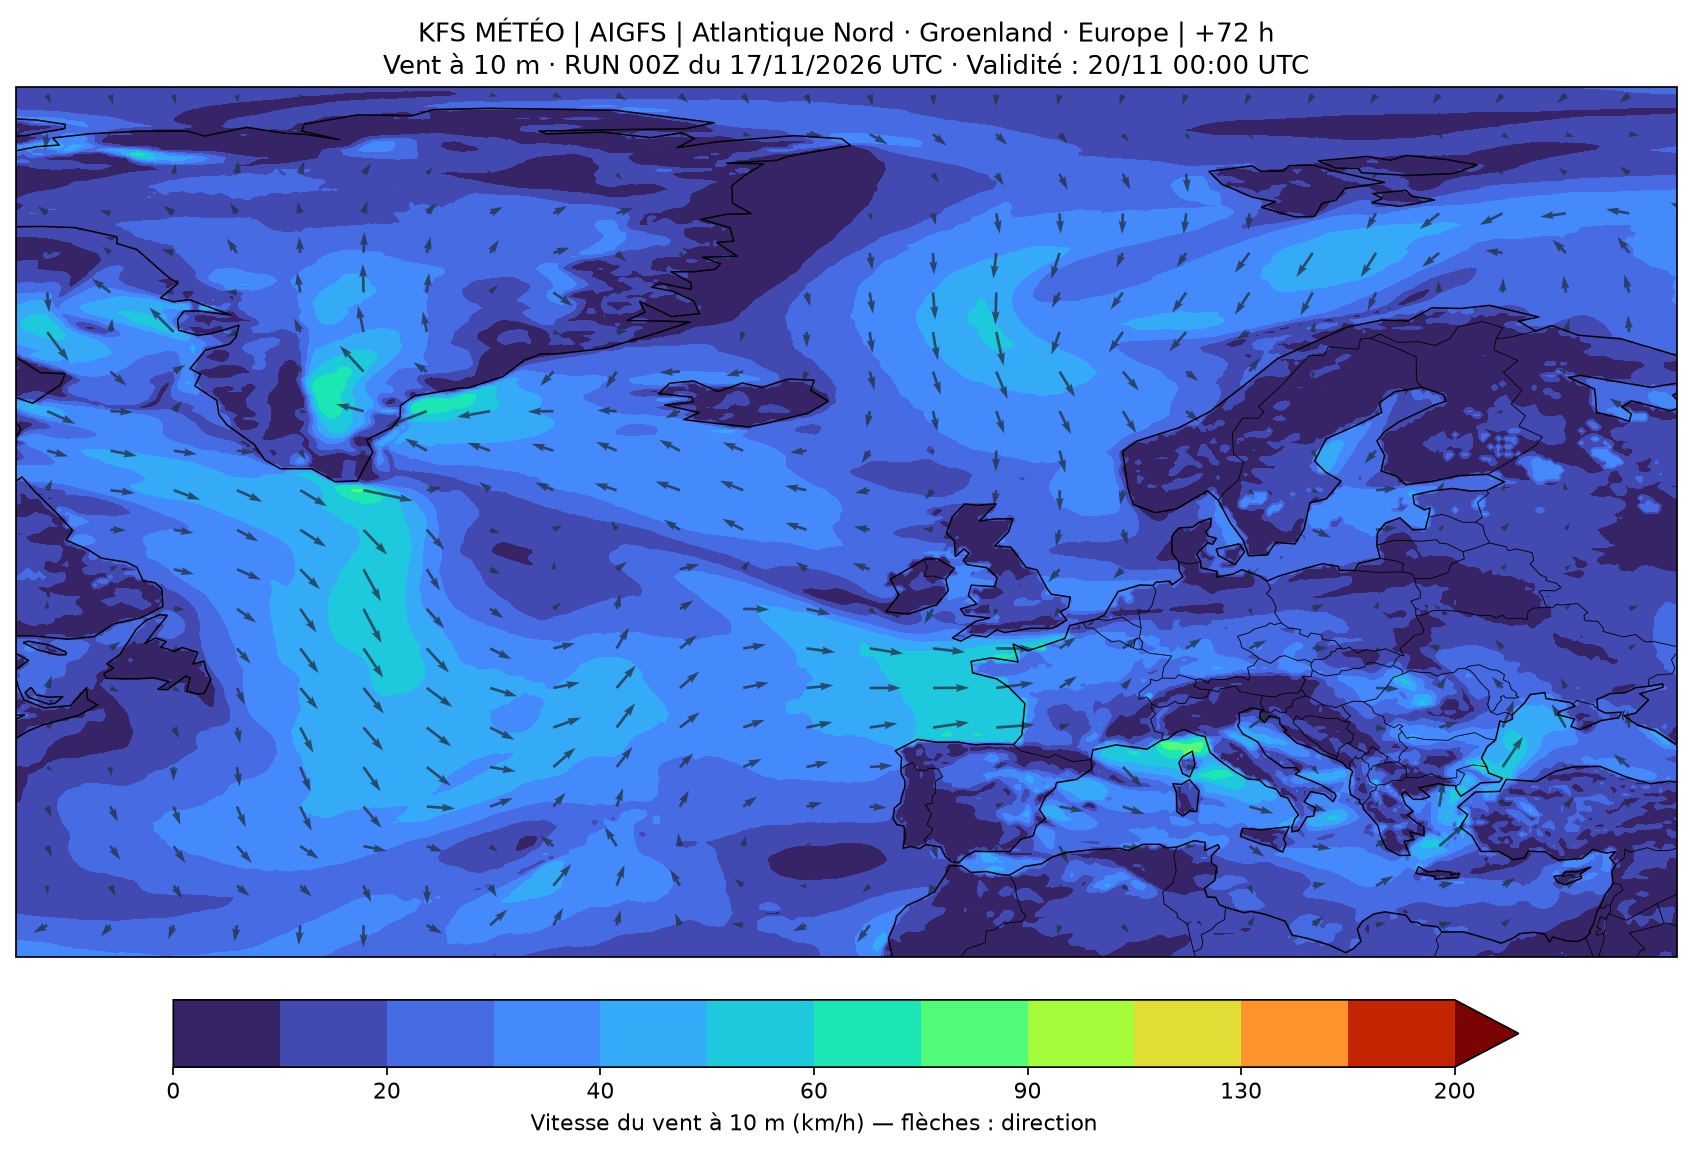 KFS MÉTÉO | AIGFS | Atlantique Nord · Groenland · Europe | +72 h
Vent à 10 m · RUN 00Z du 17/11/2026 UTC · Validité : 20/11 00:00 UTC
0 20 40 60 90 130 200
Vitesse du vent à 10 m (km/h) — flèches : direction